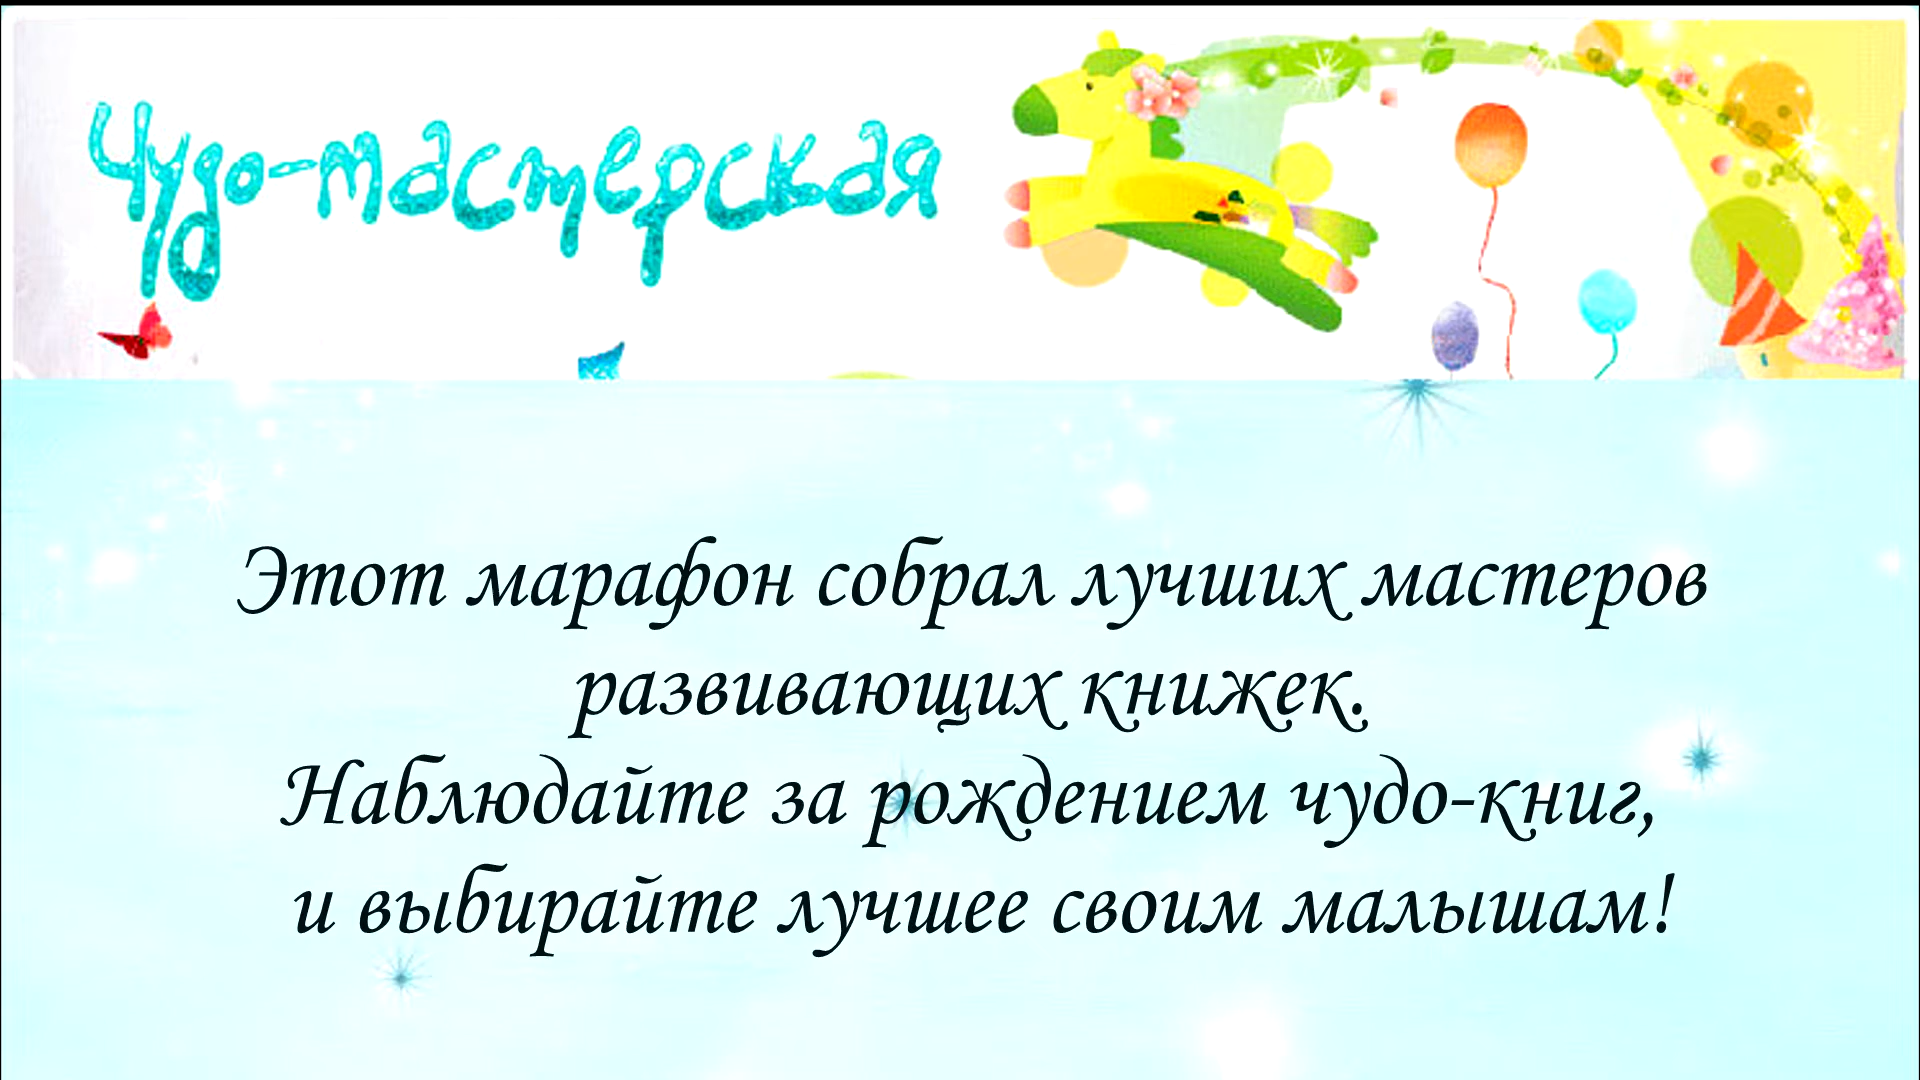 Чудо-мастерская
Этот марафон собрал лучших мастеров
развивающих книжек.
Наблюдайте за рождением чудо-книг,
и выбирайте лучшее своим малышам!